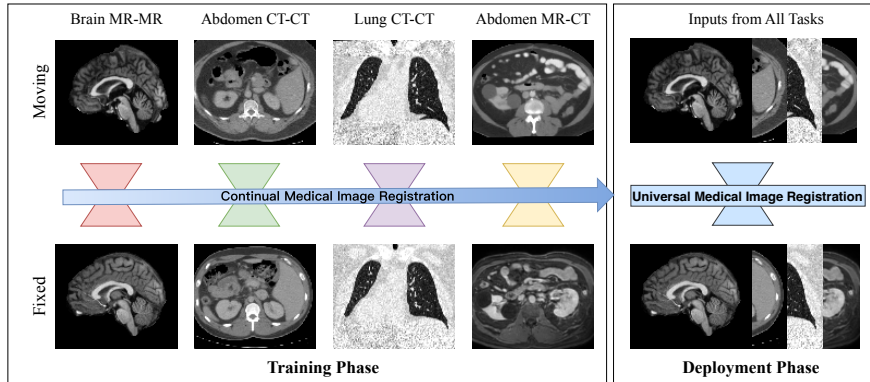 Brain MR-MR
Abdomen CT-CT
Lung CT-CT
Abdomen MR-CT
Inputs from All Tasks
Moving
Continual Medical Image Registration
Universal Medical Image Registration
Fixed
Training Phase
Deployment Phase